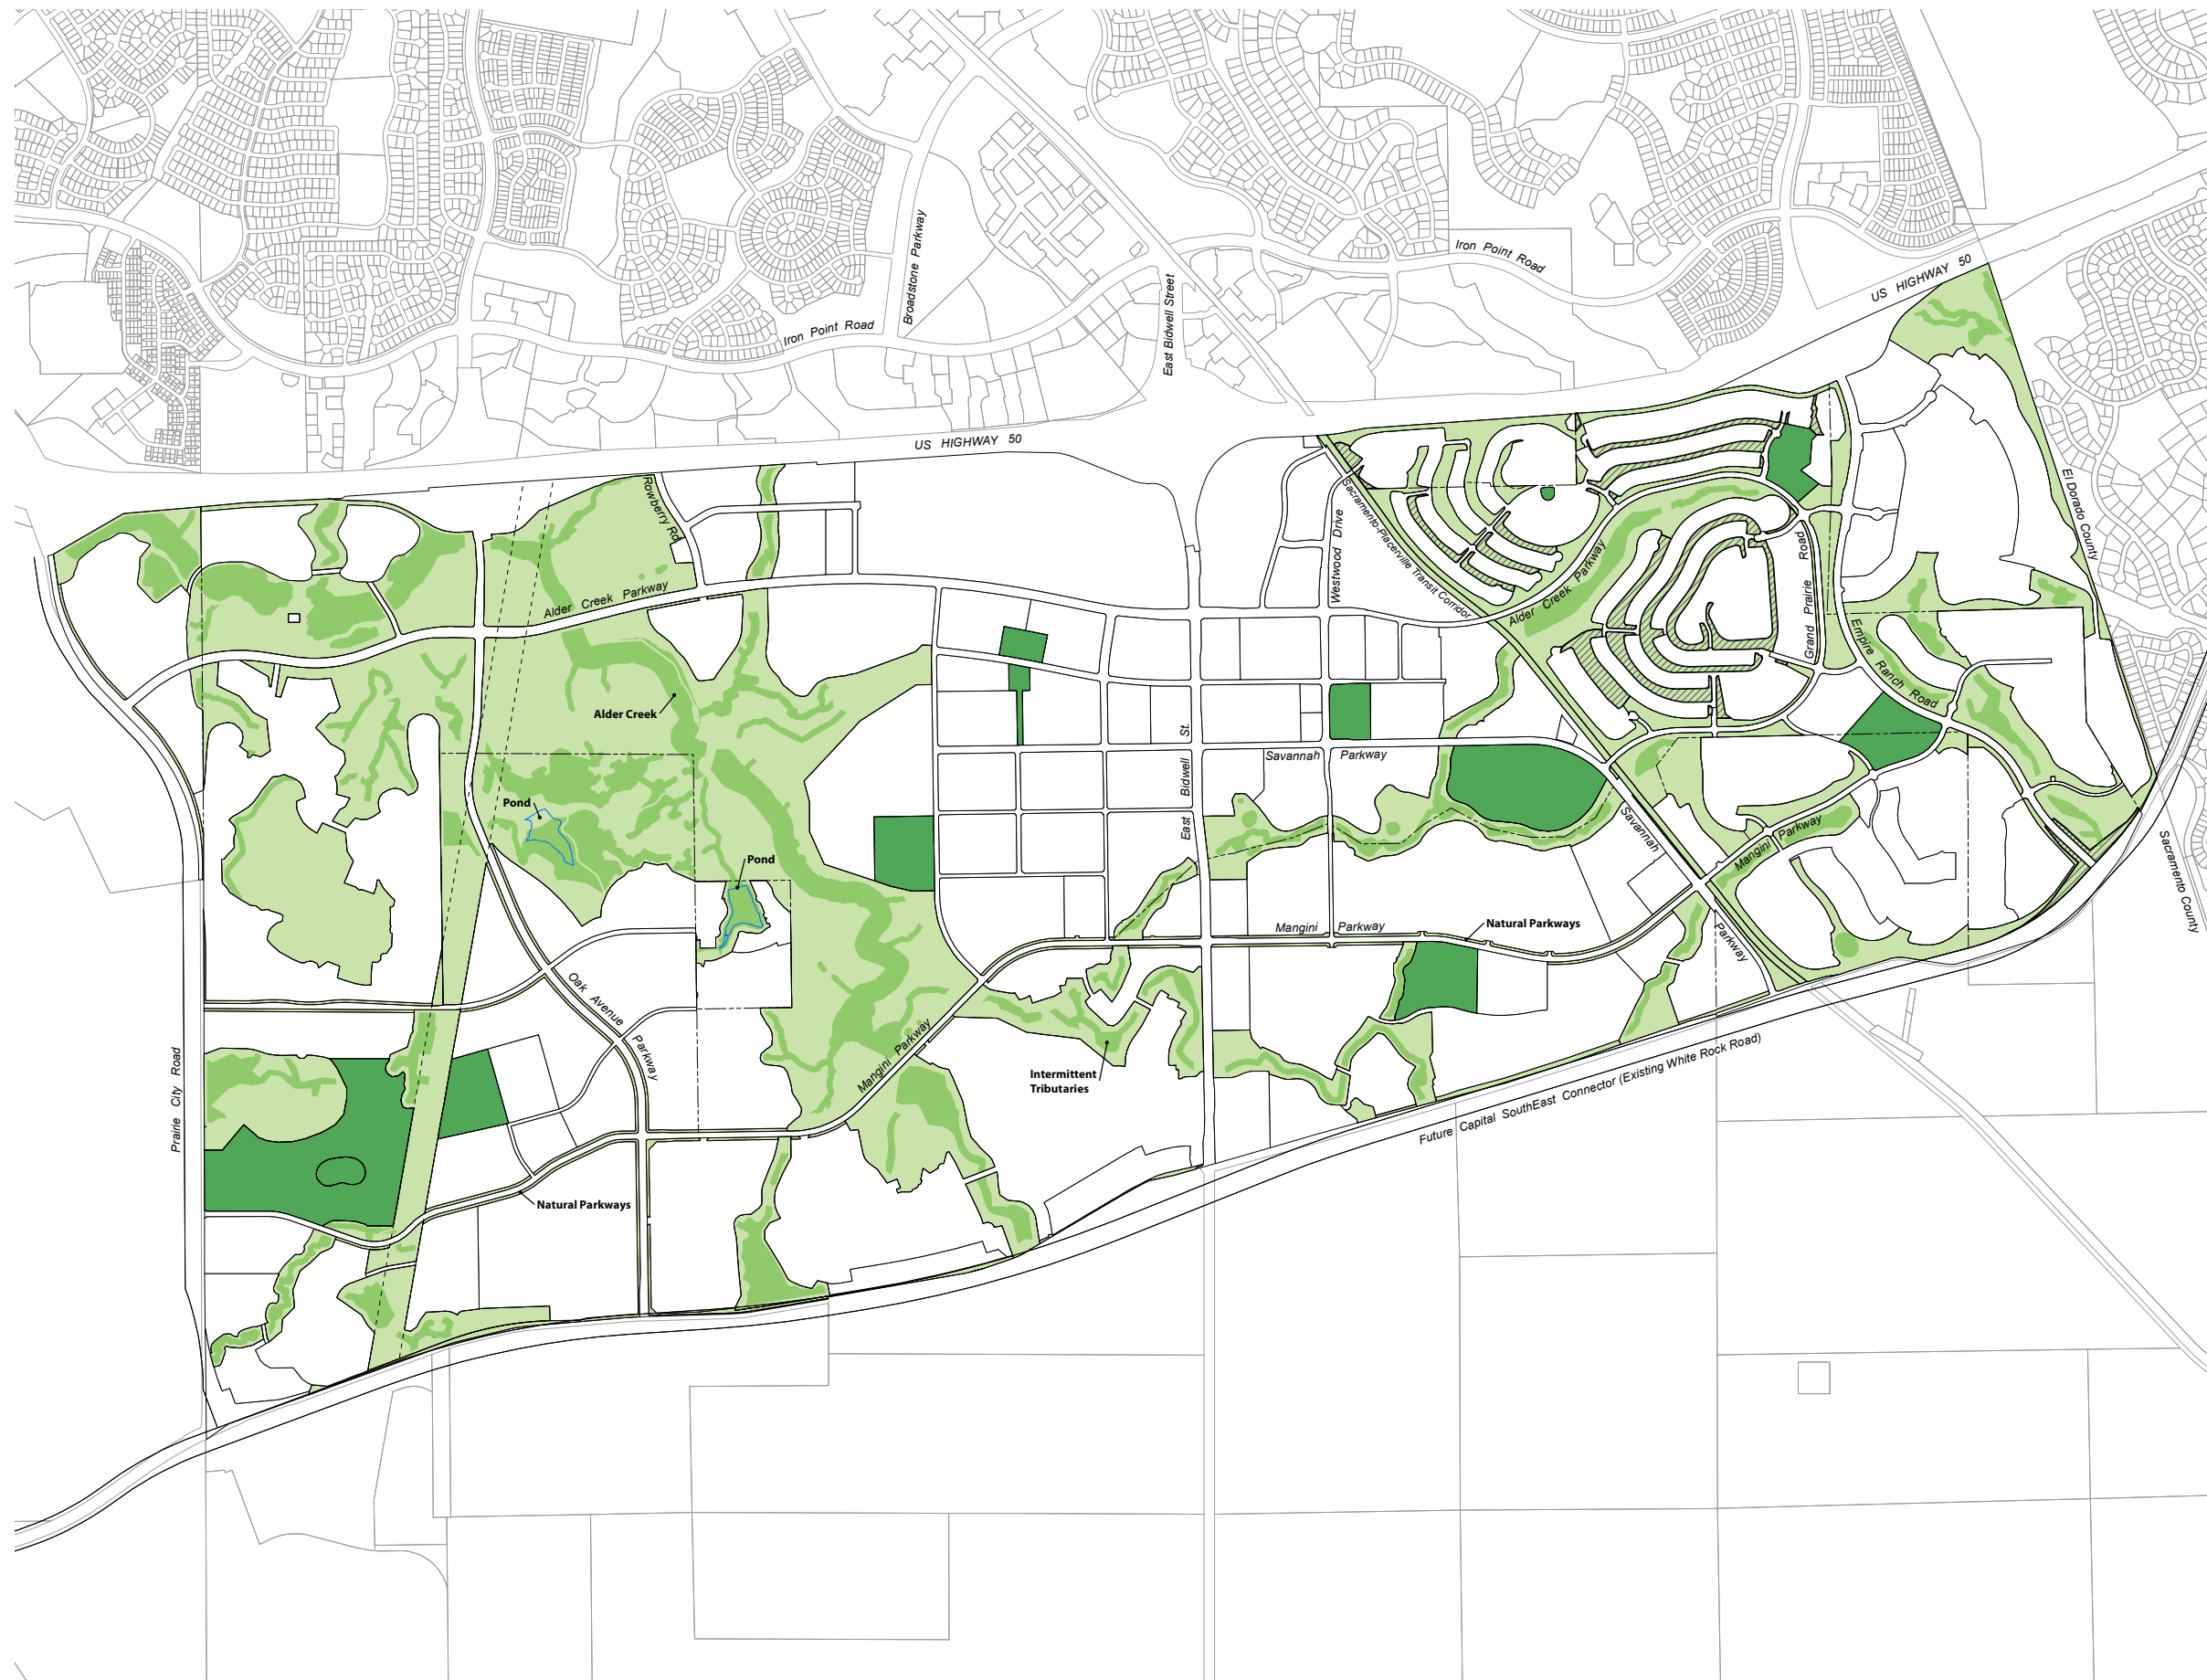 Broadstone Parkway
East Bidwell Street
Iron Point Road
US HIGHWAY 50
Iron Point Road
US HIGHWAY 50
El Dorado County
Rowberry Rd
Westwood Drive
Sacramento-Placerville Transit Corridor
Alder Creek Parkway
Grand Prairie Road
Alder Creek Parkway
Empire Ranch Road
Alder Creek
East Bidwell St.
Savannah Parkway
Pond
Pond
Savannah Parkway
Mangini Parkway
Sacramento County
Mangini Parkway
Natural Parkways
Oak Avenue Parkway
Mangini Parkway
Prairie City Road
Intermittent
Tributaries
Future Capital SouthEast Connector (Existing White Rock Road)
Natural Parkways